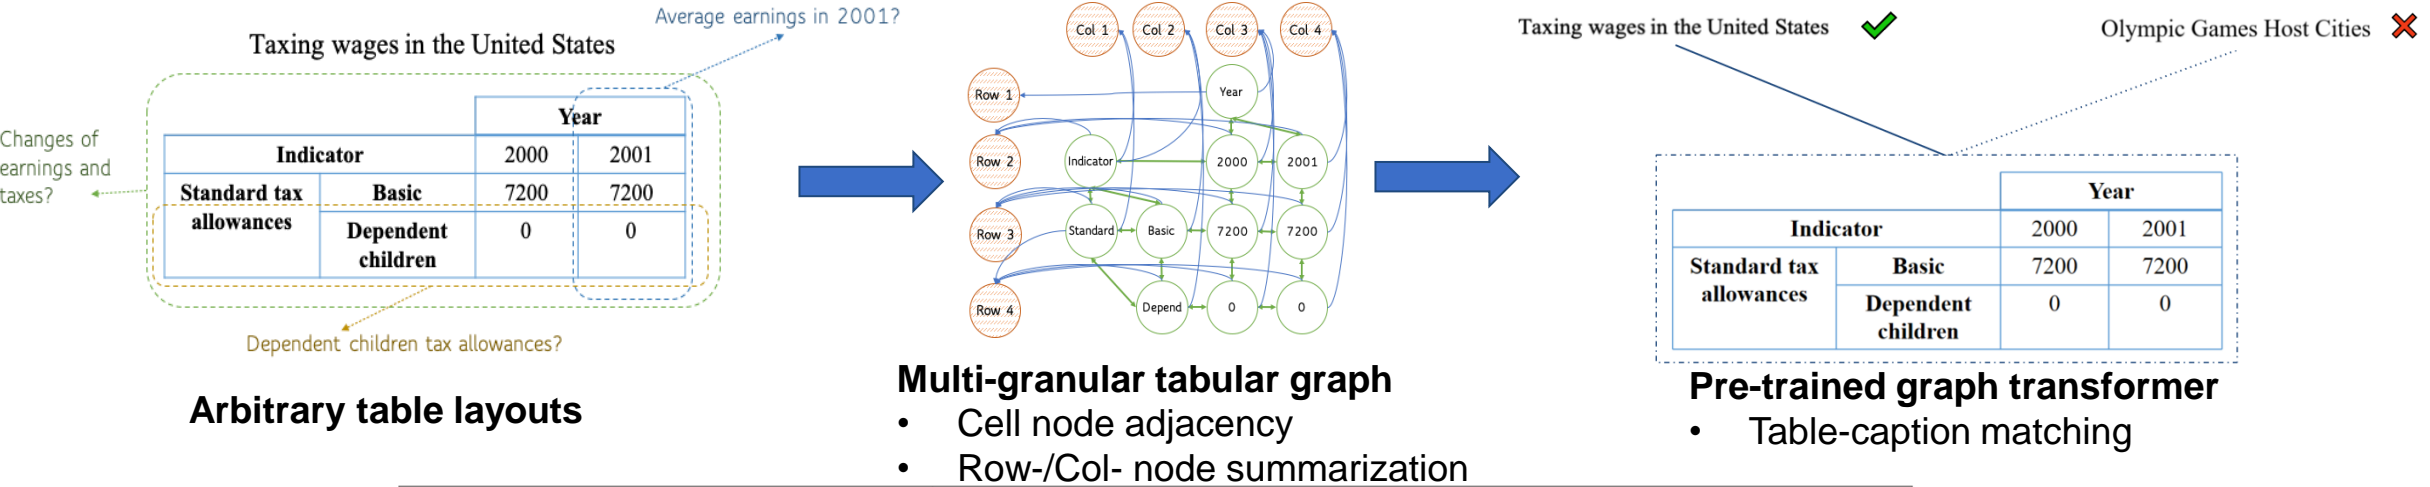 Average earnings in 2001?
Taxing wages in the United States
Changes of
earnings and
taxes?
Year
Indicator 2000 2001
Standard tax Basic 7200 7200
allowances Dependent 0 0
children
Dependent children tax allowances?
Arbitrary table layouts
Col 1 Col 2 Col 3 Col 4
Row 1 Year
Row 2 Indicator 2000 2001
Row 3 Standard Basic 7200 7200
Row 4 Depend 0 0
Multi-granular tabular graph
• Cell node adjacency
• Row-/Col- node summarization
Taxing wages in the United States Olympic Games Host Cities
Year
Indicator 2000 2001
Standard tax Basic 7200 7200
allowances Dependent 0 0
children
Pre-trained graph transformer
• Table-caption matching